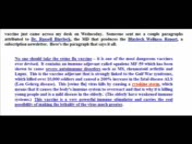 vaccine just came across my desk on Wednesday. Someone sent me a couple paragraphs
attributed to Dr. Russell Blaylock, the MD that produces the Blaylock Wellness Report, a
subscription newsletter. Here's the paragraph that says it all.
No one should take the swine flu vaccine – it is one of the most dangerous vaccines
ever devised. It contains an immune adjuvant called squalene MF-59 which has been
shown to cause severe autoimmune disorders such as MS, rheumatoid arthritis and
Lupus. This is the vaccine adjuvant that is strongly linked to the Gulf War Syndrome,
which killed over 10,000 soldiers and caused a 200% increase in the fatal disease ALS
(Lou Gehrig disease). This virus kills by causing a cytokine storm, which
means that it causes the body's immune system to overreact and that is why it is killing
young people and is a mild disease in the elderly. (The elderly have weakened immune
systems). This vaccine is a very powerful immune stimulator and carries the real
possibility of making the lethality of the virus much greater.